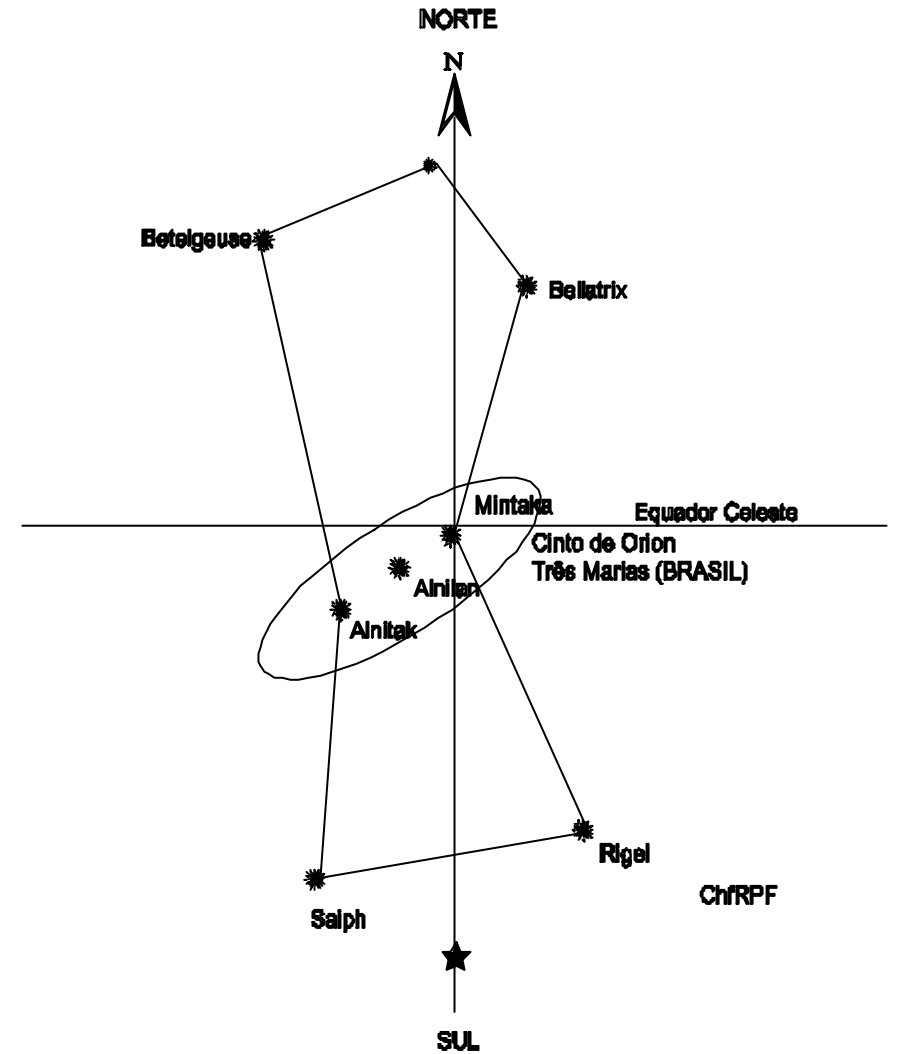 NORTE
N
Betelgeuse
Bellatrix
Mintaka
Equador Celeste
Cinto de Orion
Três Marias (BRASIL)
Alnilan
Alnitak
Rigel
ChfRPF
Saiph
SUL